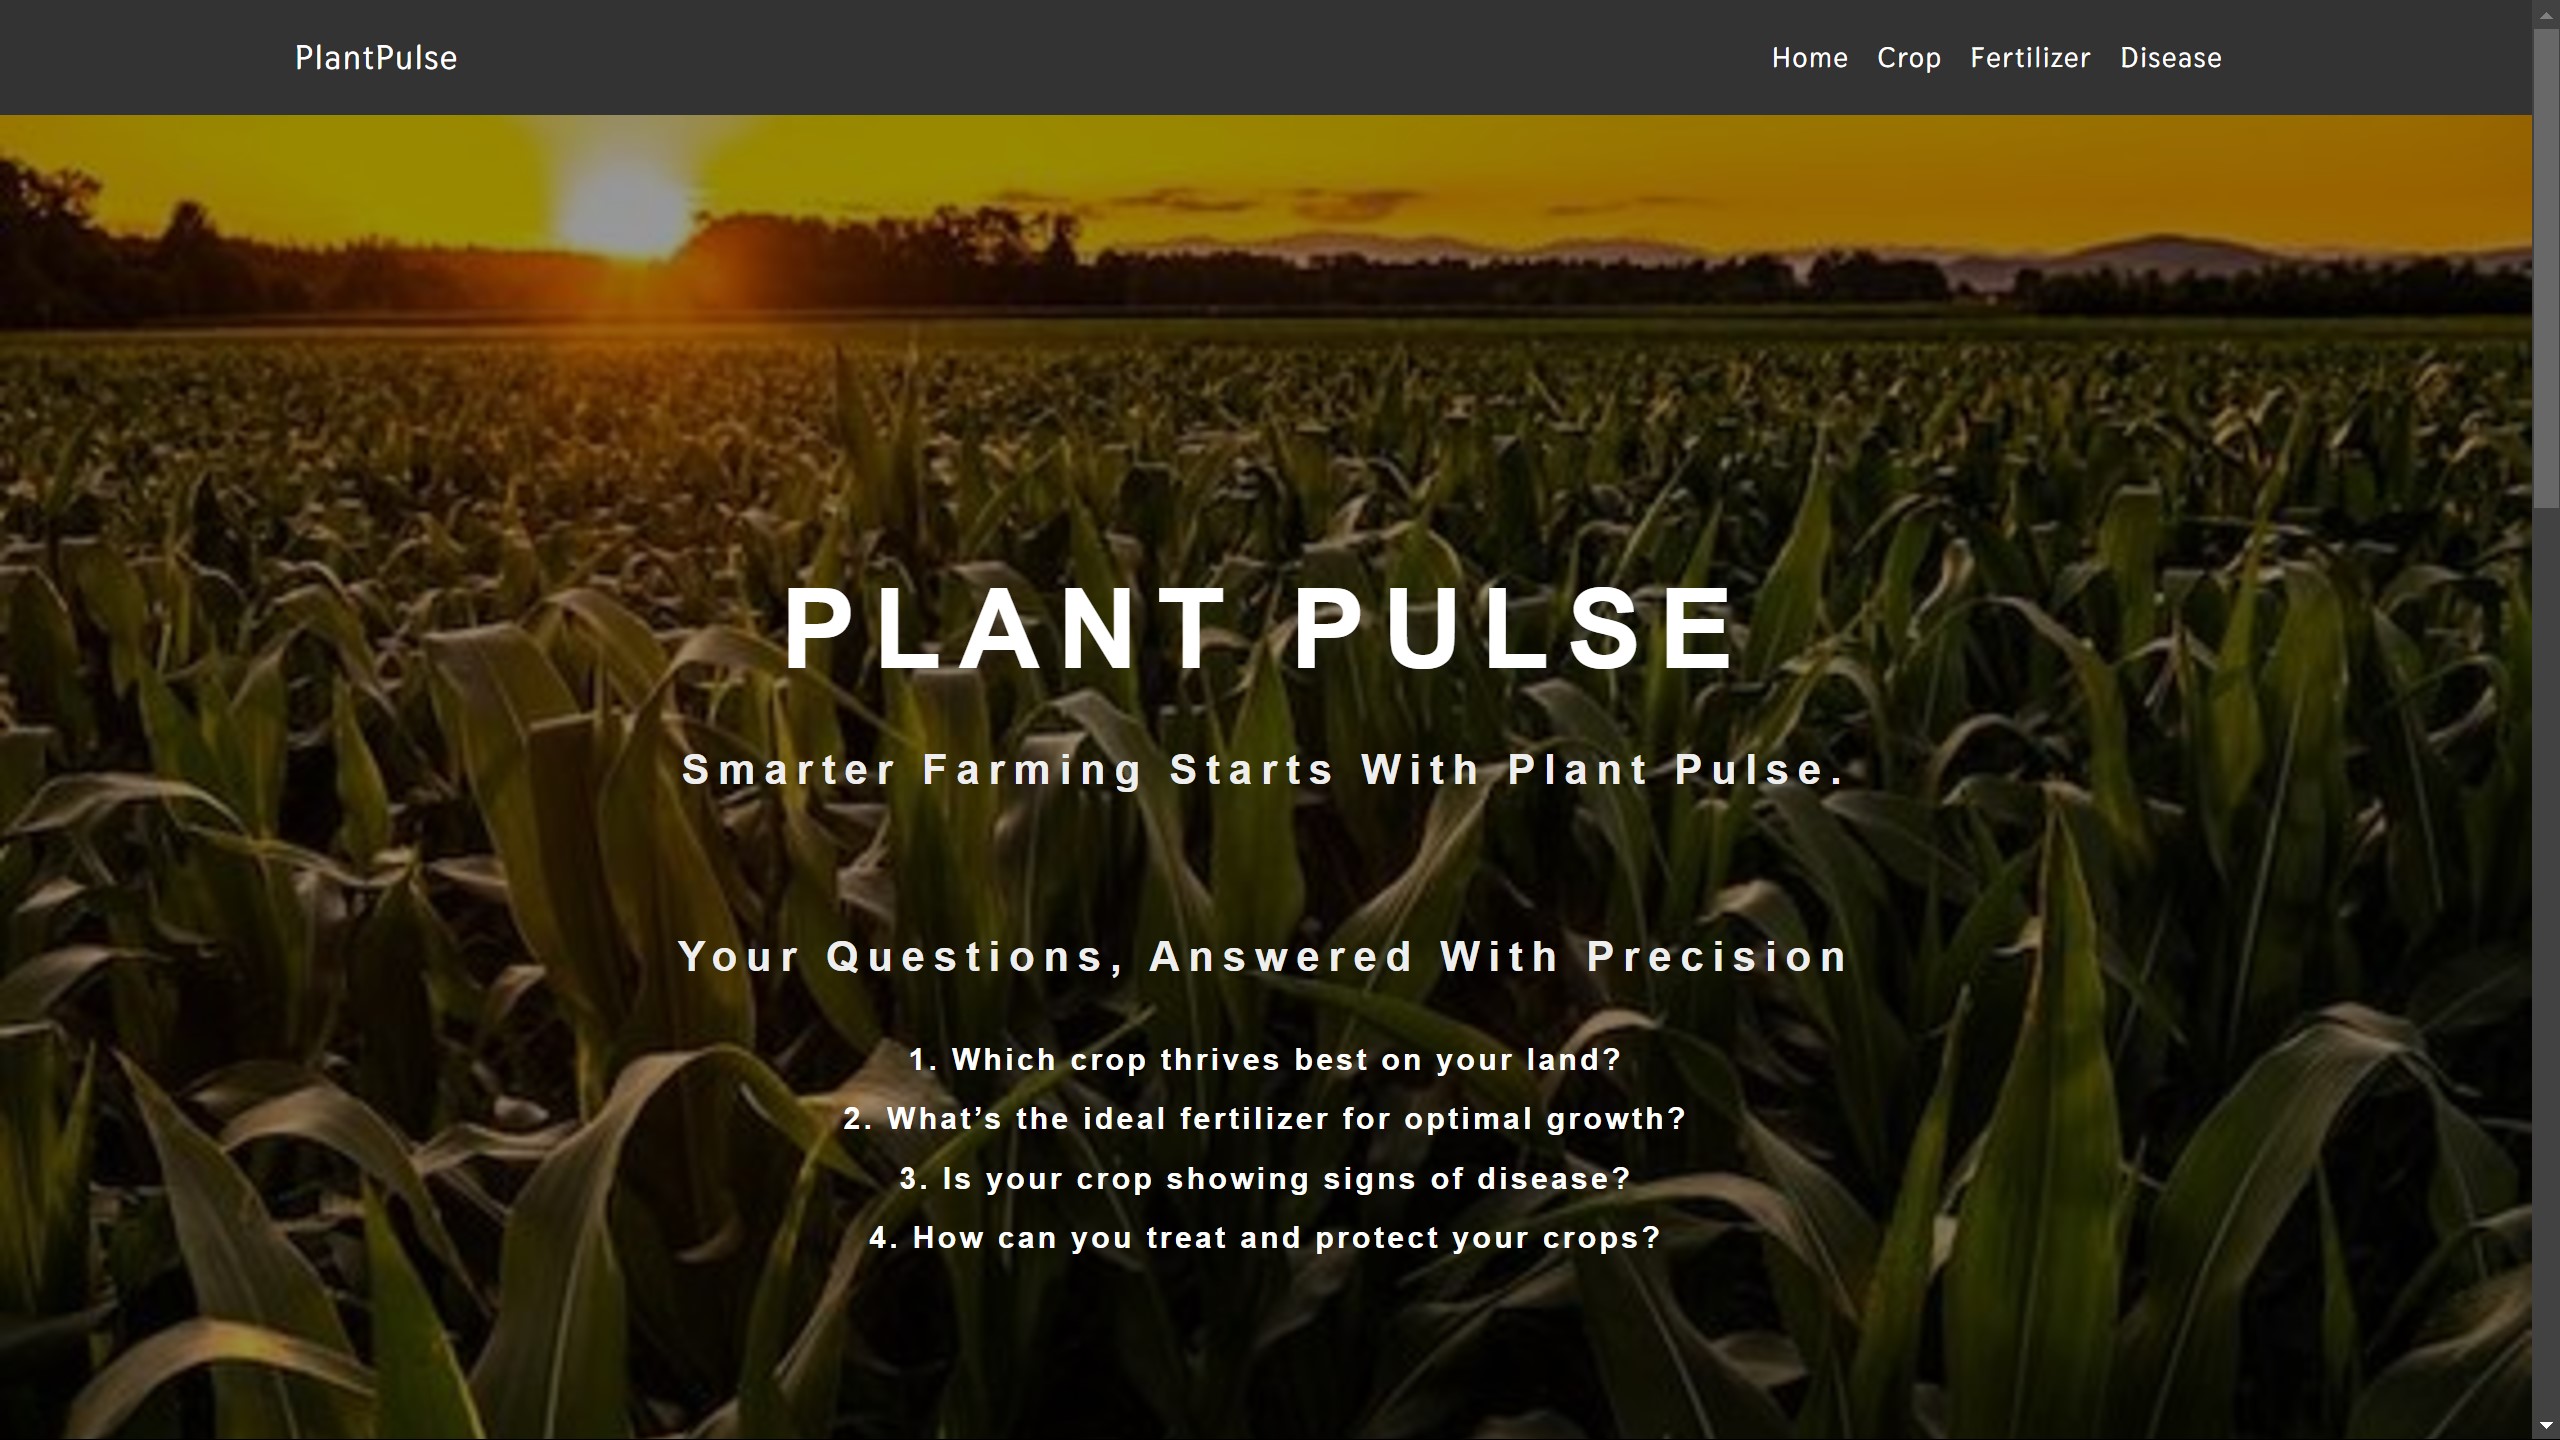 PlantPulse
Home Crop Fertilizer Disease
PLANT PULSE
Smarter Farming Starts With Plant Pulse.
Your Questions, Answered With Precision
1. Which crop thrives best on your land?
2. What’s the ideal fertilizer for optimal growth?
3. Is your crop showing signs of disease?
4. How can you treat and protect your crops?